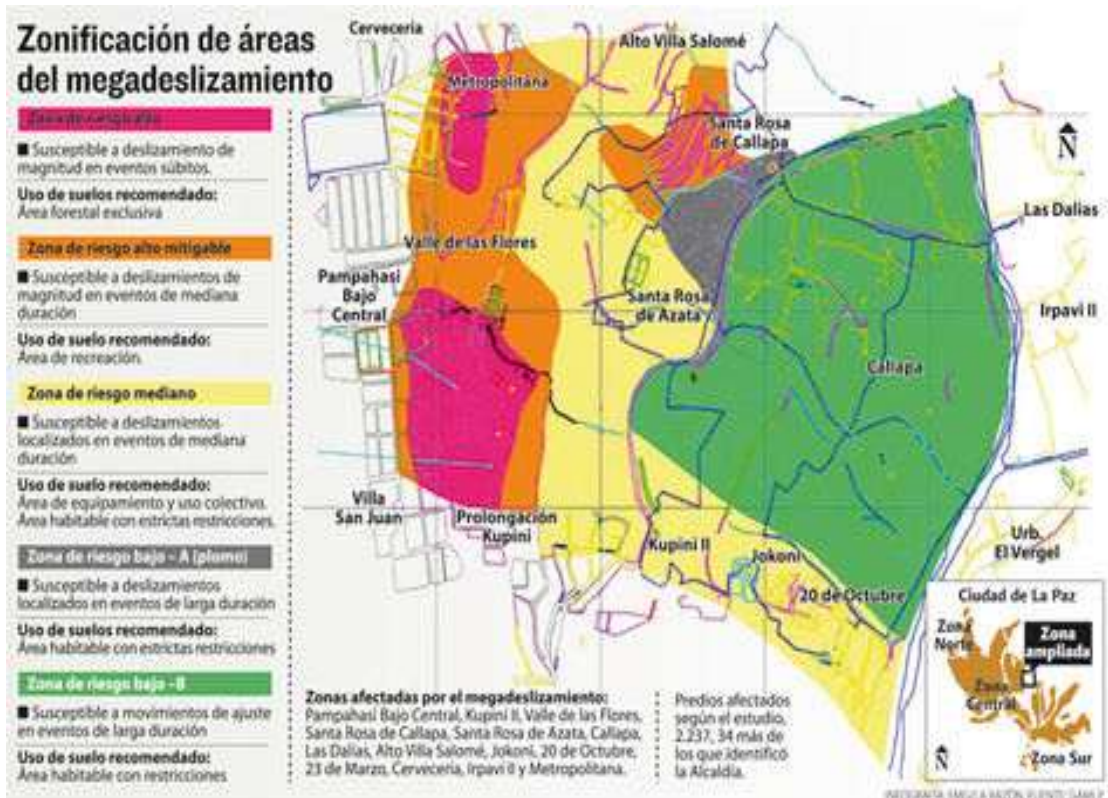 Zonificación de áreas
del megadeslizamiento
Zona de riesgo alto
■ Susceptible a deslizamiento de
magnitud en eventos súbitos.
Uso de suelos recomendado:
Área forestal exclusiva
Zona de riesgo alto mitigable
■ Susceptible a deslizamientos de
magnitud en eventos de mediana
duración
Uso de suelo recomendado:
Área de recreación.
Zona de riesgo mediano
■ Susceptible a deslizamientos
localizados en eventos de mediana
duración
Uso de suelo recomendado:
Área de equipamiento y uso colectivo.
Área habitable con estrictas restricciones.
Zona de riesgo bajo - A (plomo)
■ Susceptible a deslizamientos
localizados en eventos de larga duración
Uso de suelos recomendado:
Área habitable con estrictas restricciones
Zona de riesgo bajo -B
■ Susceptible a movimientos de ajuste
en eventos de larga duración
Uso de suelo recomendado:
Área habitable con restricciones
Cervecería
Alto Villa Salomé
Metropolitana
Santa Rosa
de Callapa
N
Las Dalias
Valle de las Flores
Pampahasi
Bajo
Central
Santa Rosa
de Azata
Irpavi II
Callapa
Villa
San Juan
Prolongación
Kupini
Kupini II
Jokoni
Urb.
El Vergel
20 de Octubre
Ciudad de La Paz
Zona
Norte
Zona
ampliada
Zona
Central
N
Zona Sur
Zonas afectadas por el megadeslizamiento:
Pampahasi Bajo Central, Kupini II, Valle de las Flores,
Santa Rosa de Callapa, Santa Rosa de Azata, Callapa,
Las Dalias, Alto Villa Salomé, Jokoni, 20 de Octubre,
23 de Marzo, Cervecería, Irpavi II y Metropolitana.
Predios afectados
según el estudio,
2.237, 34 más de
los que identificó
la Alcaldía.